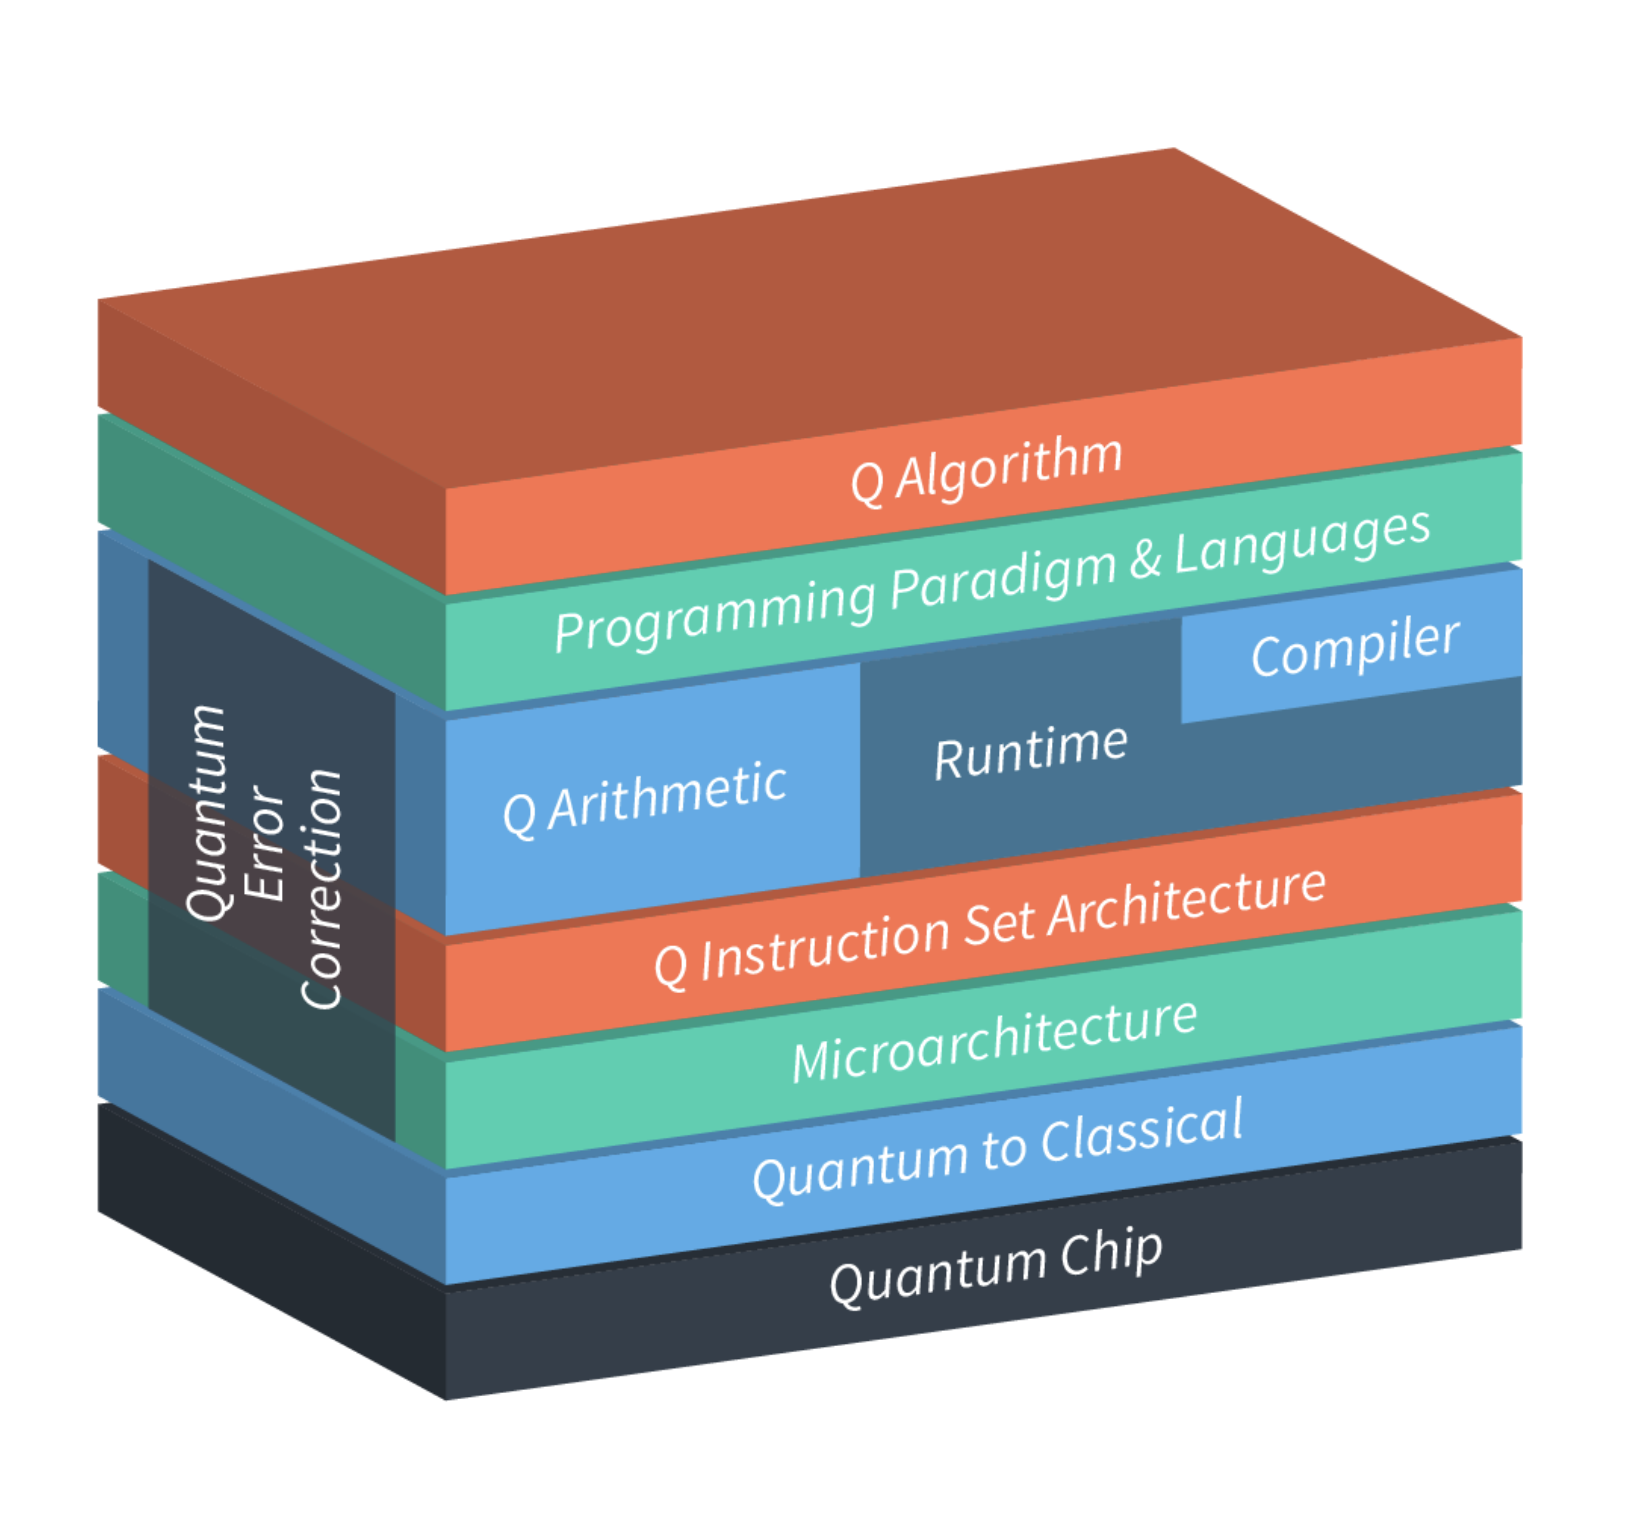 Q Algorithm
Programming Paradigm & Languages
Q Arithmetic
Runtime
Compiler
Q Instruction Set Architecture
Microarchitecture
Quantum to Classical
Quantum Chip
Quantum
Error
Correction